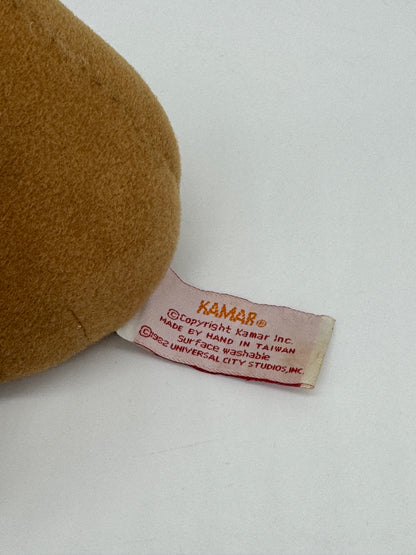 KAMAR®
©Copyright Kamar Inc.
MADE BY HAND IN TAIWAN
Surface washable
©1982 UNIVERSAL CITY STUDIOS, INC.